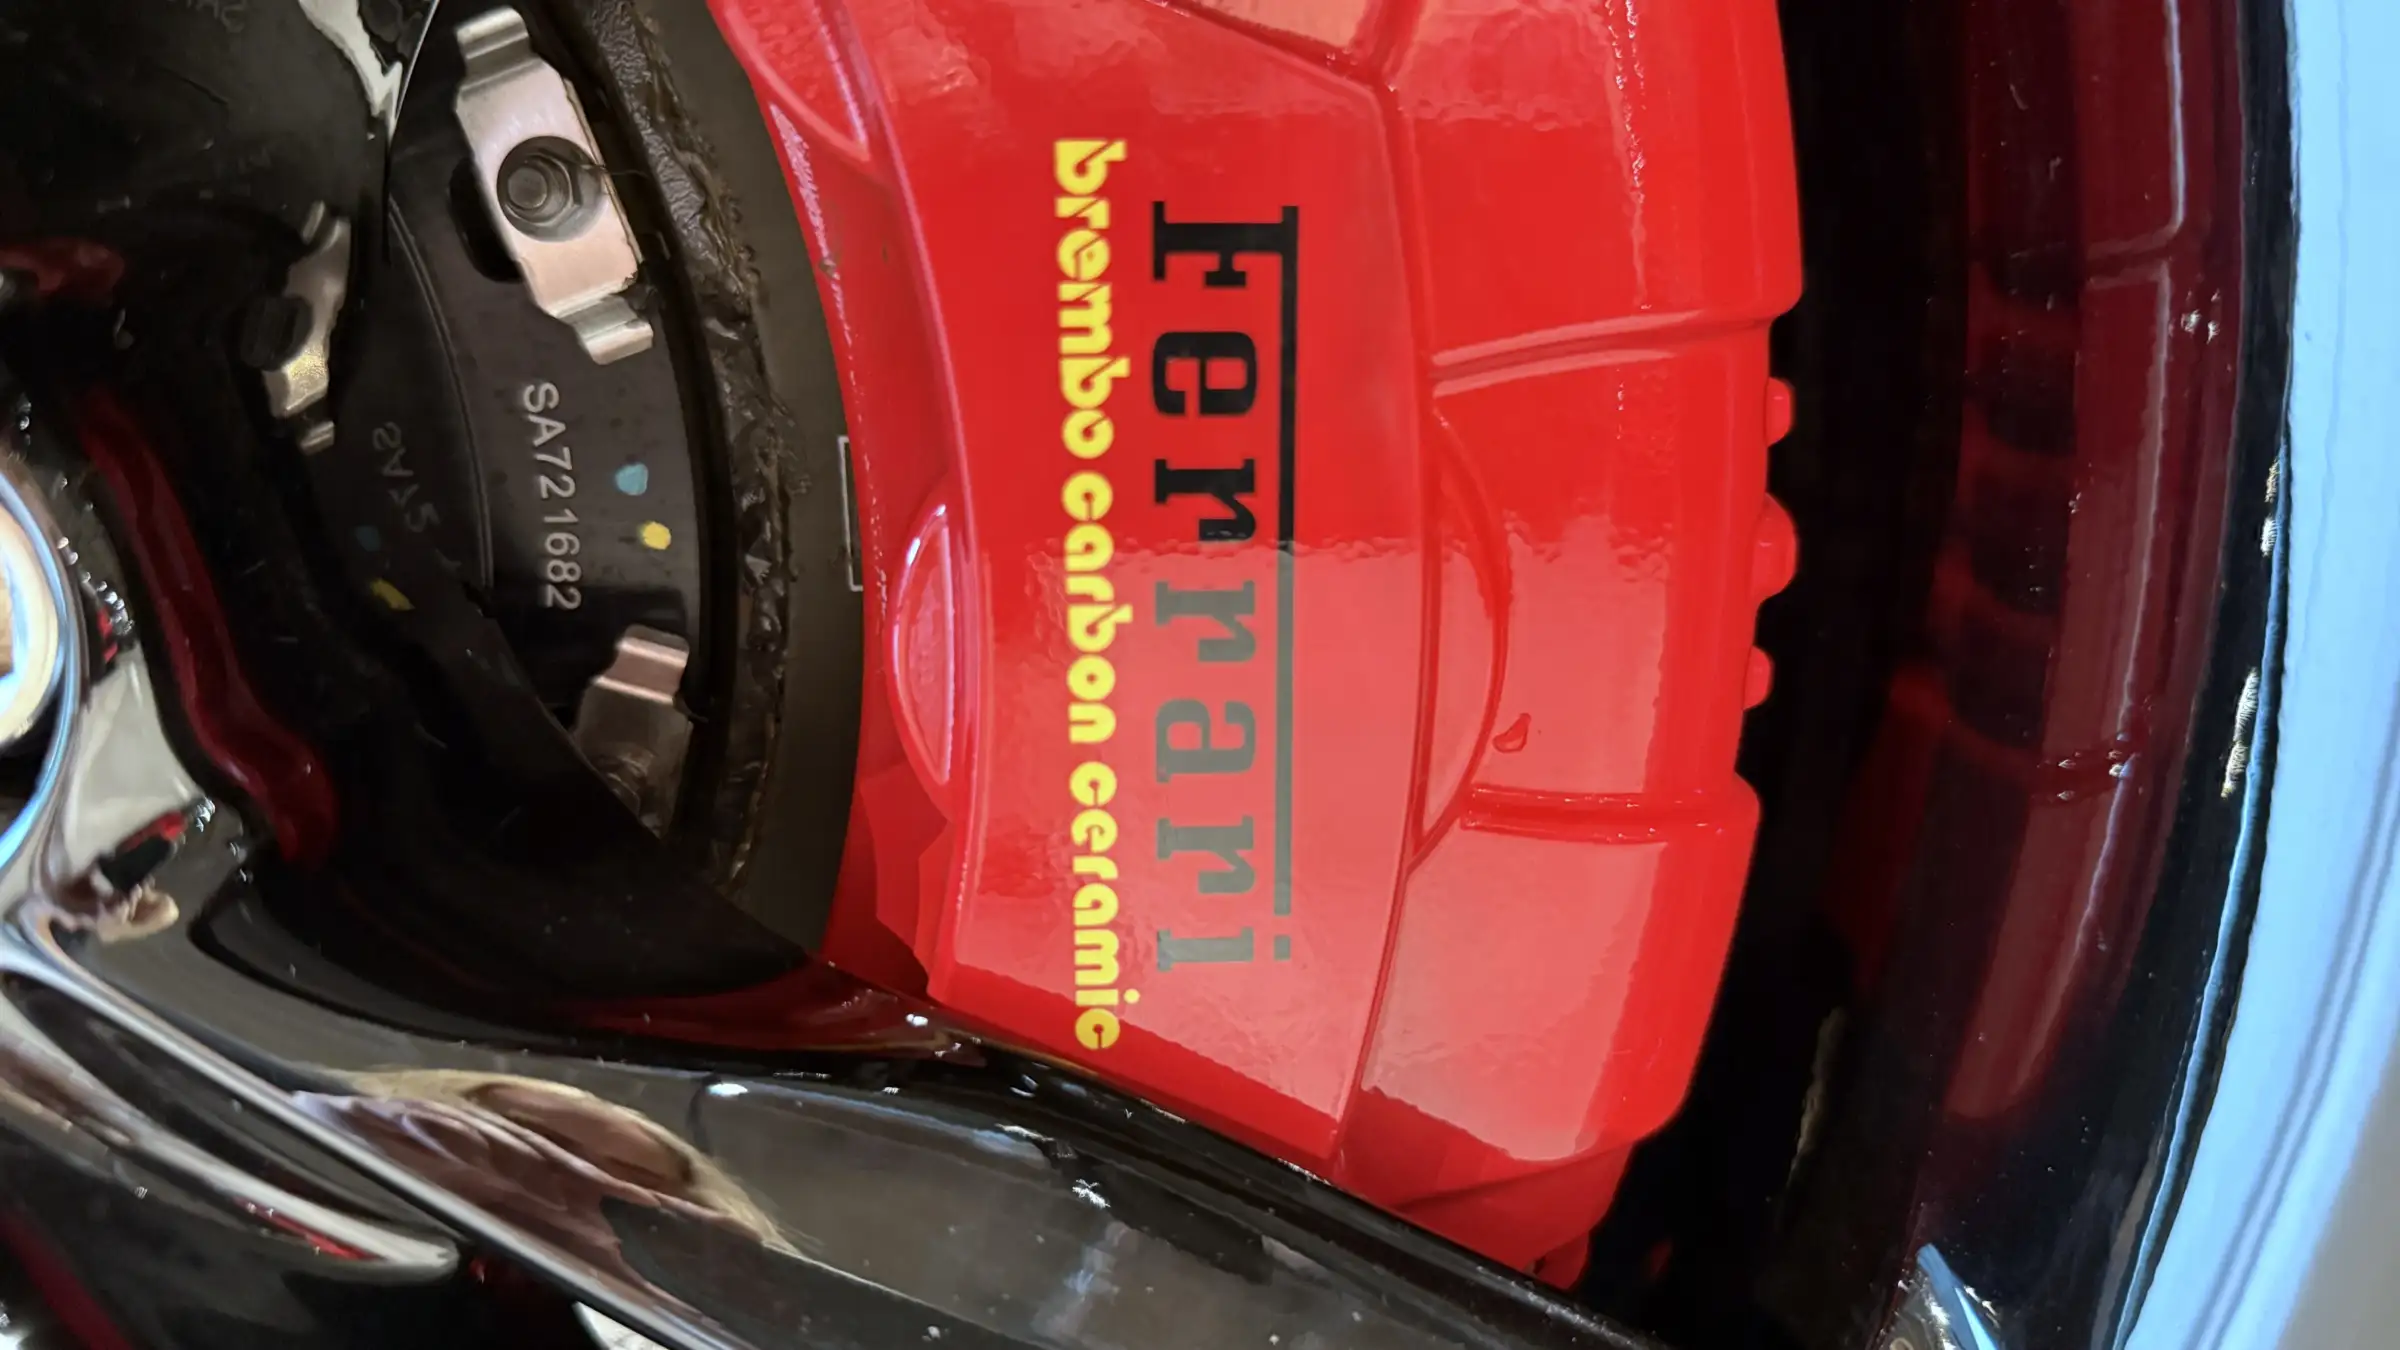 Ferrari
brembo carbon ceramic
SA721682